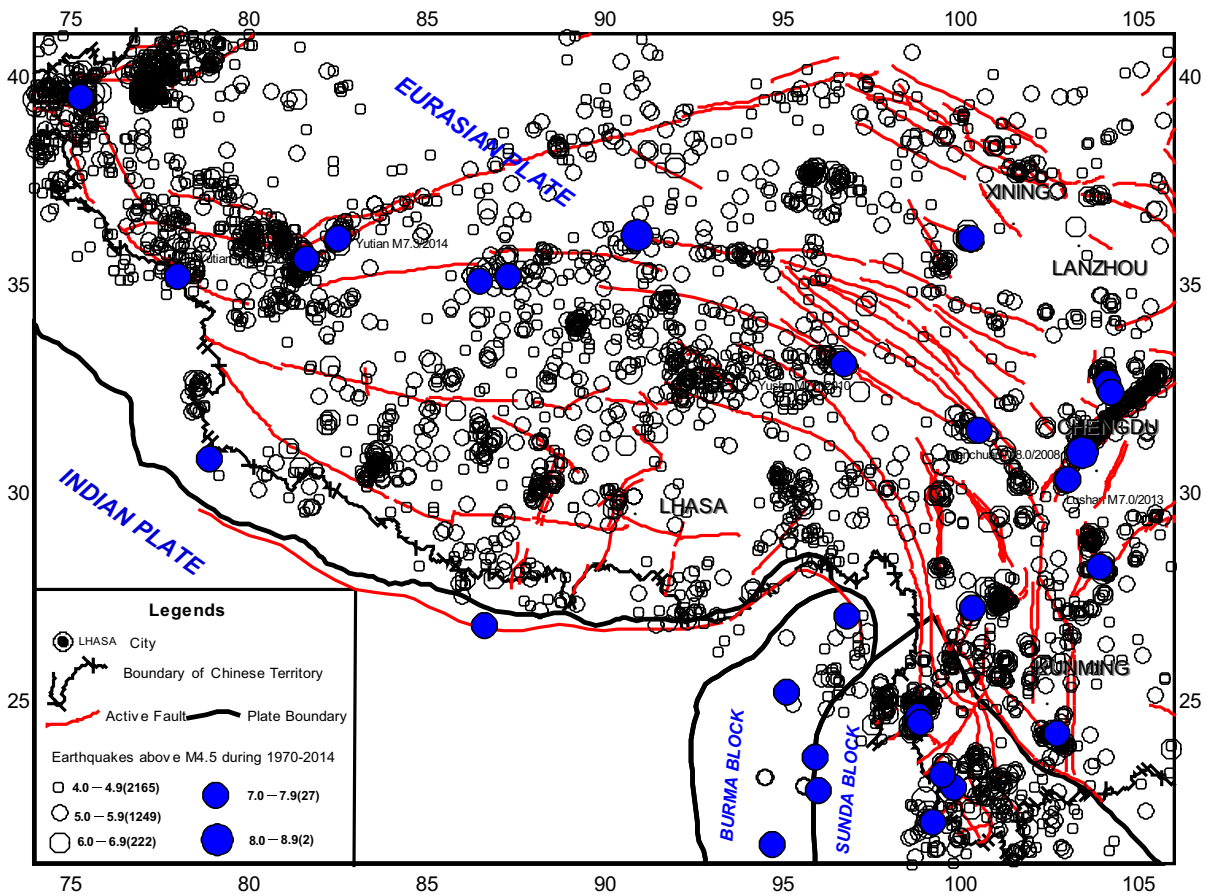 75 80 85 90 95 100 105
40 40
EURASIAN PLATE
XINING
Yutian M7.3/2014
LANZHOU
35 35
CHENGDU
30 30
Lushan M7.0/2013
LHASA
INDIAN PLATE
KUNMING
25 25
BURMA BLOCK
SUNDA BLOCK
Legends
LHASA City
Boundary of Chinese Territory
Active Fault Plate Boundary
Earthquakes above M4.5 during 1970-2014
4.0－4.9(2165) 7.0－7.9(27)
5.0－5.9(1249)
6.0－6.9(222) 8.0－8.9(2)
75 80 85 90 95 100 105